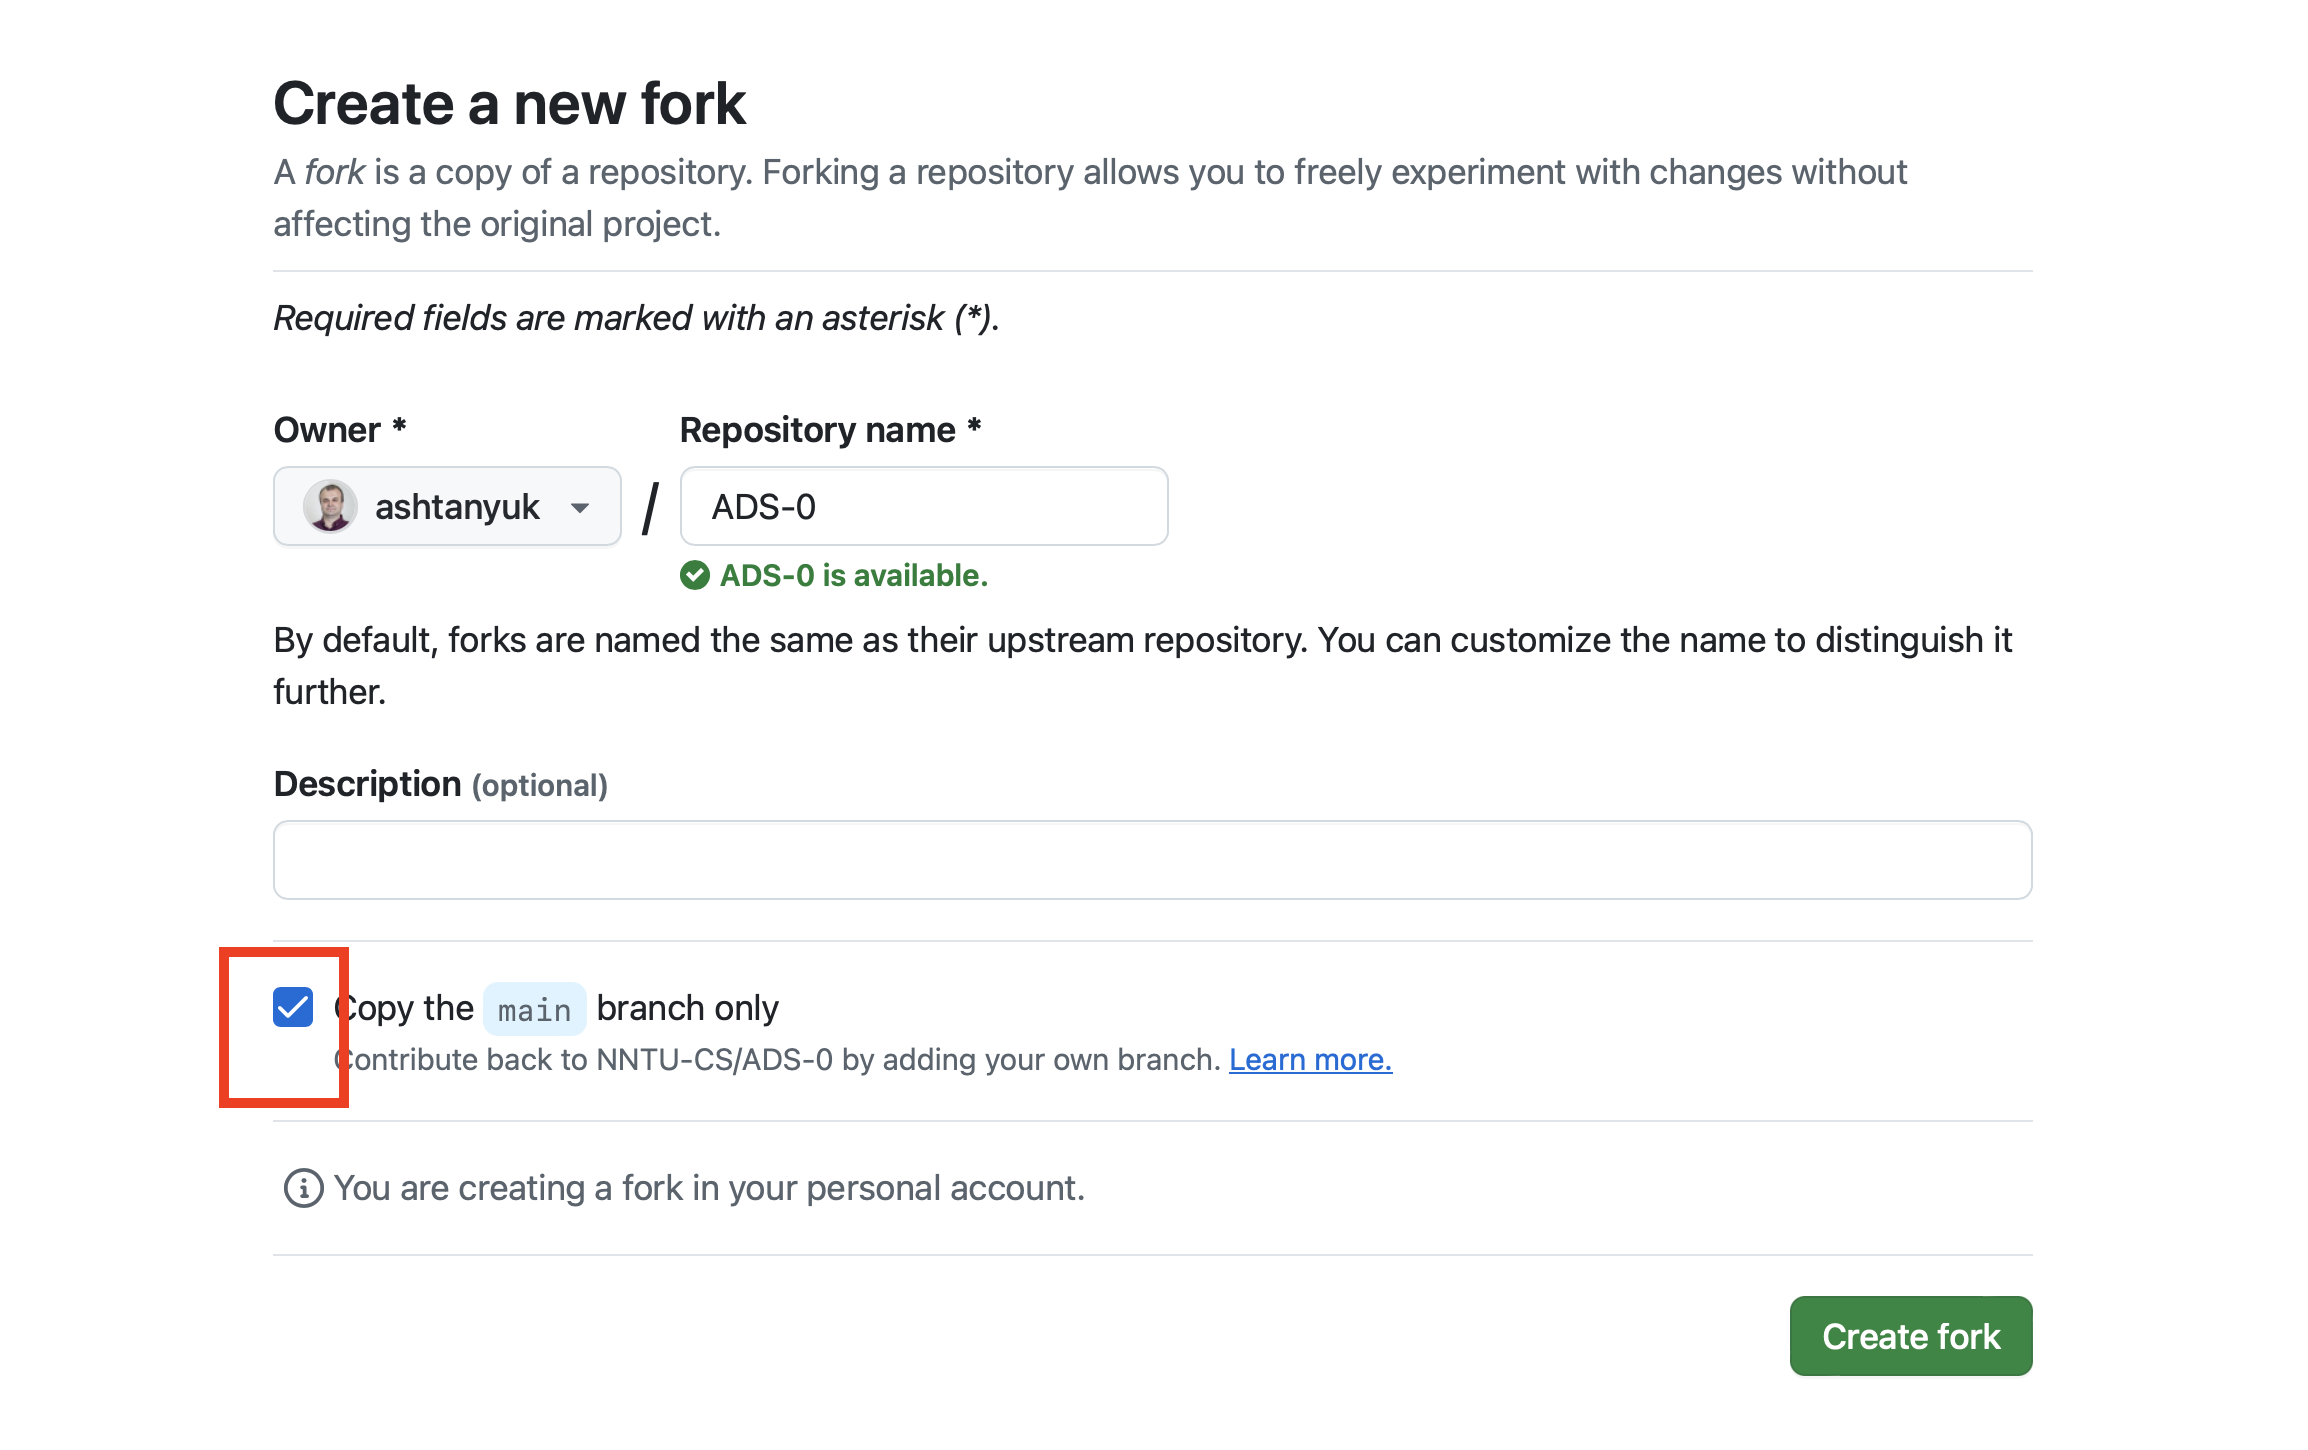 Create a new fork
A fork is a copy of a repository. Forking a repository allows you to freely experiment with changes without
affecting the original project.
Required fields are marked with an asterisk (*).
Owner *
Repository name *
ashtanyuk
/
ADS-0
ADS-0 is available.
By default, forks are named the same as their upstream repository. You can customize the name to distinguish it
further.
Description (optional)
Copy the main branch only
Contribute back to NNTU-CS/ADS-0 by adding your own branch. Learn more.
You are creating a fork in your personal account.
Create fork